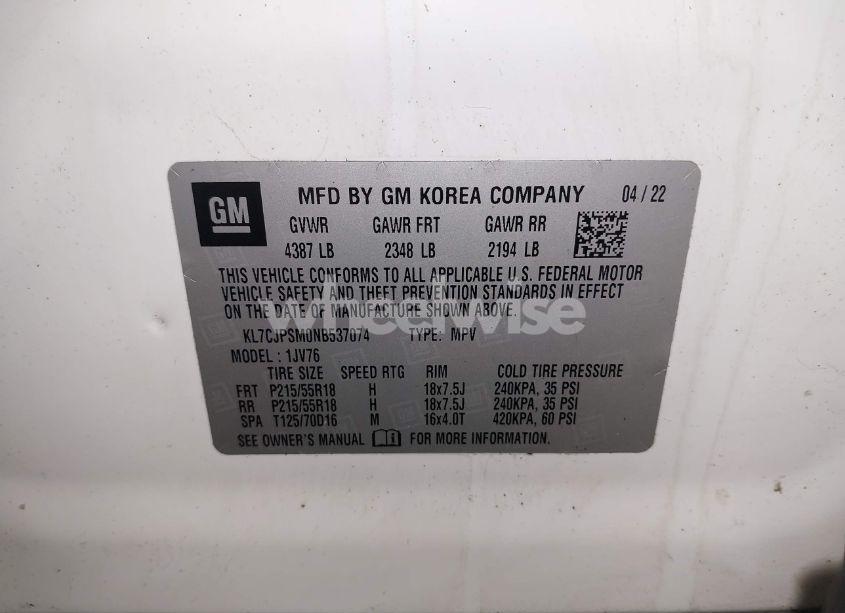 GM MFD BY GM KOREA COMPANY 04 / 22
GVWR GAWR FRT GAWR RR
4387 LB 2348 LB 2194 LB
THIS VEHICLE CONFORMS TO ALL APPLICABLE U.S. FEDERAL MOTOR
VEHICLE SAFETY AND THEFT PREVENTION STANDARDS IN EFFECT
ON THE DATE OF MANUFACTURE SHOWN ABOVE.
wheelwise
KL7CJPSM0NB537074 TYPE: MPV
MODEL : 1JV76
TIRE SIZE SPEED RTG RIM COLD TIRE PRESSURE
FRT P215/55R18 H 18x7.5J 240KPA, 35 PSI
RR P215/55R18 H 18x7.5J 240KPA, 35 PSI
SPA T125/70D16 M 16x4.0T 420KPA, 60 PSI
SEE OWNER'S MANUAL FOR MORE INFORMATION.